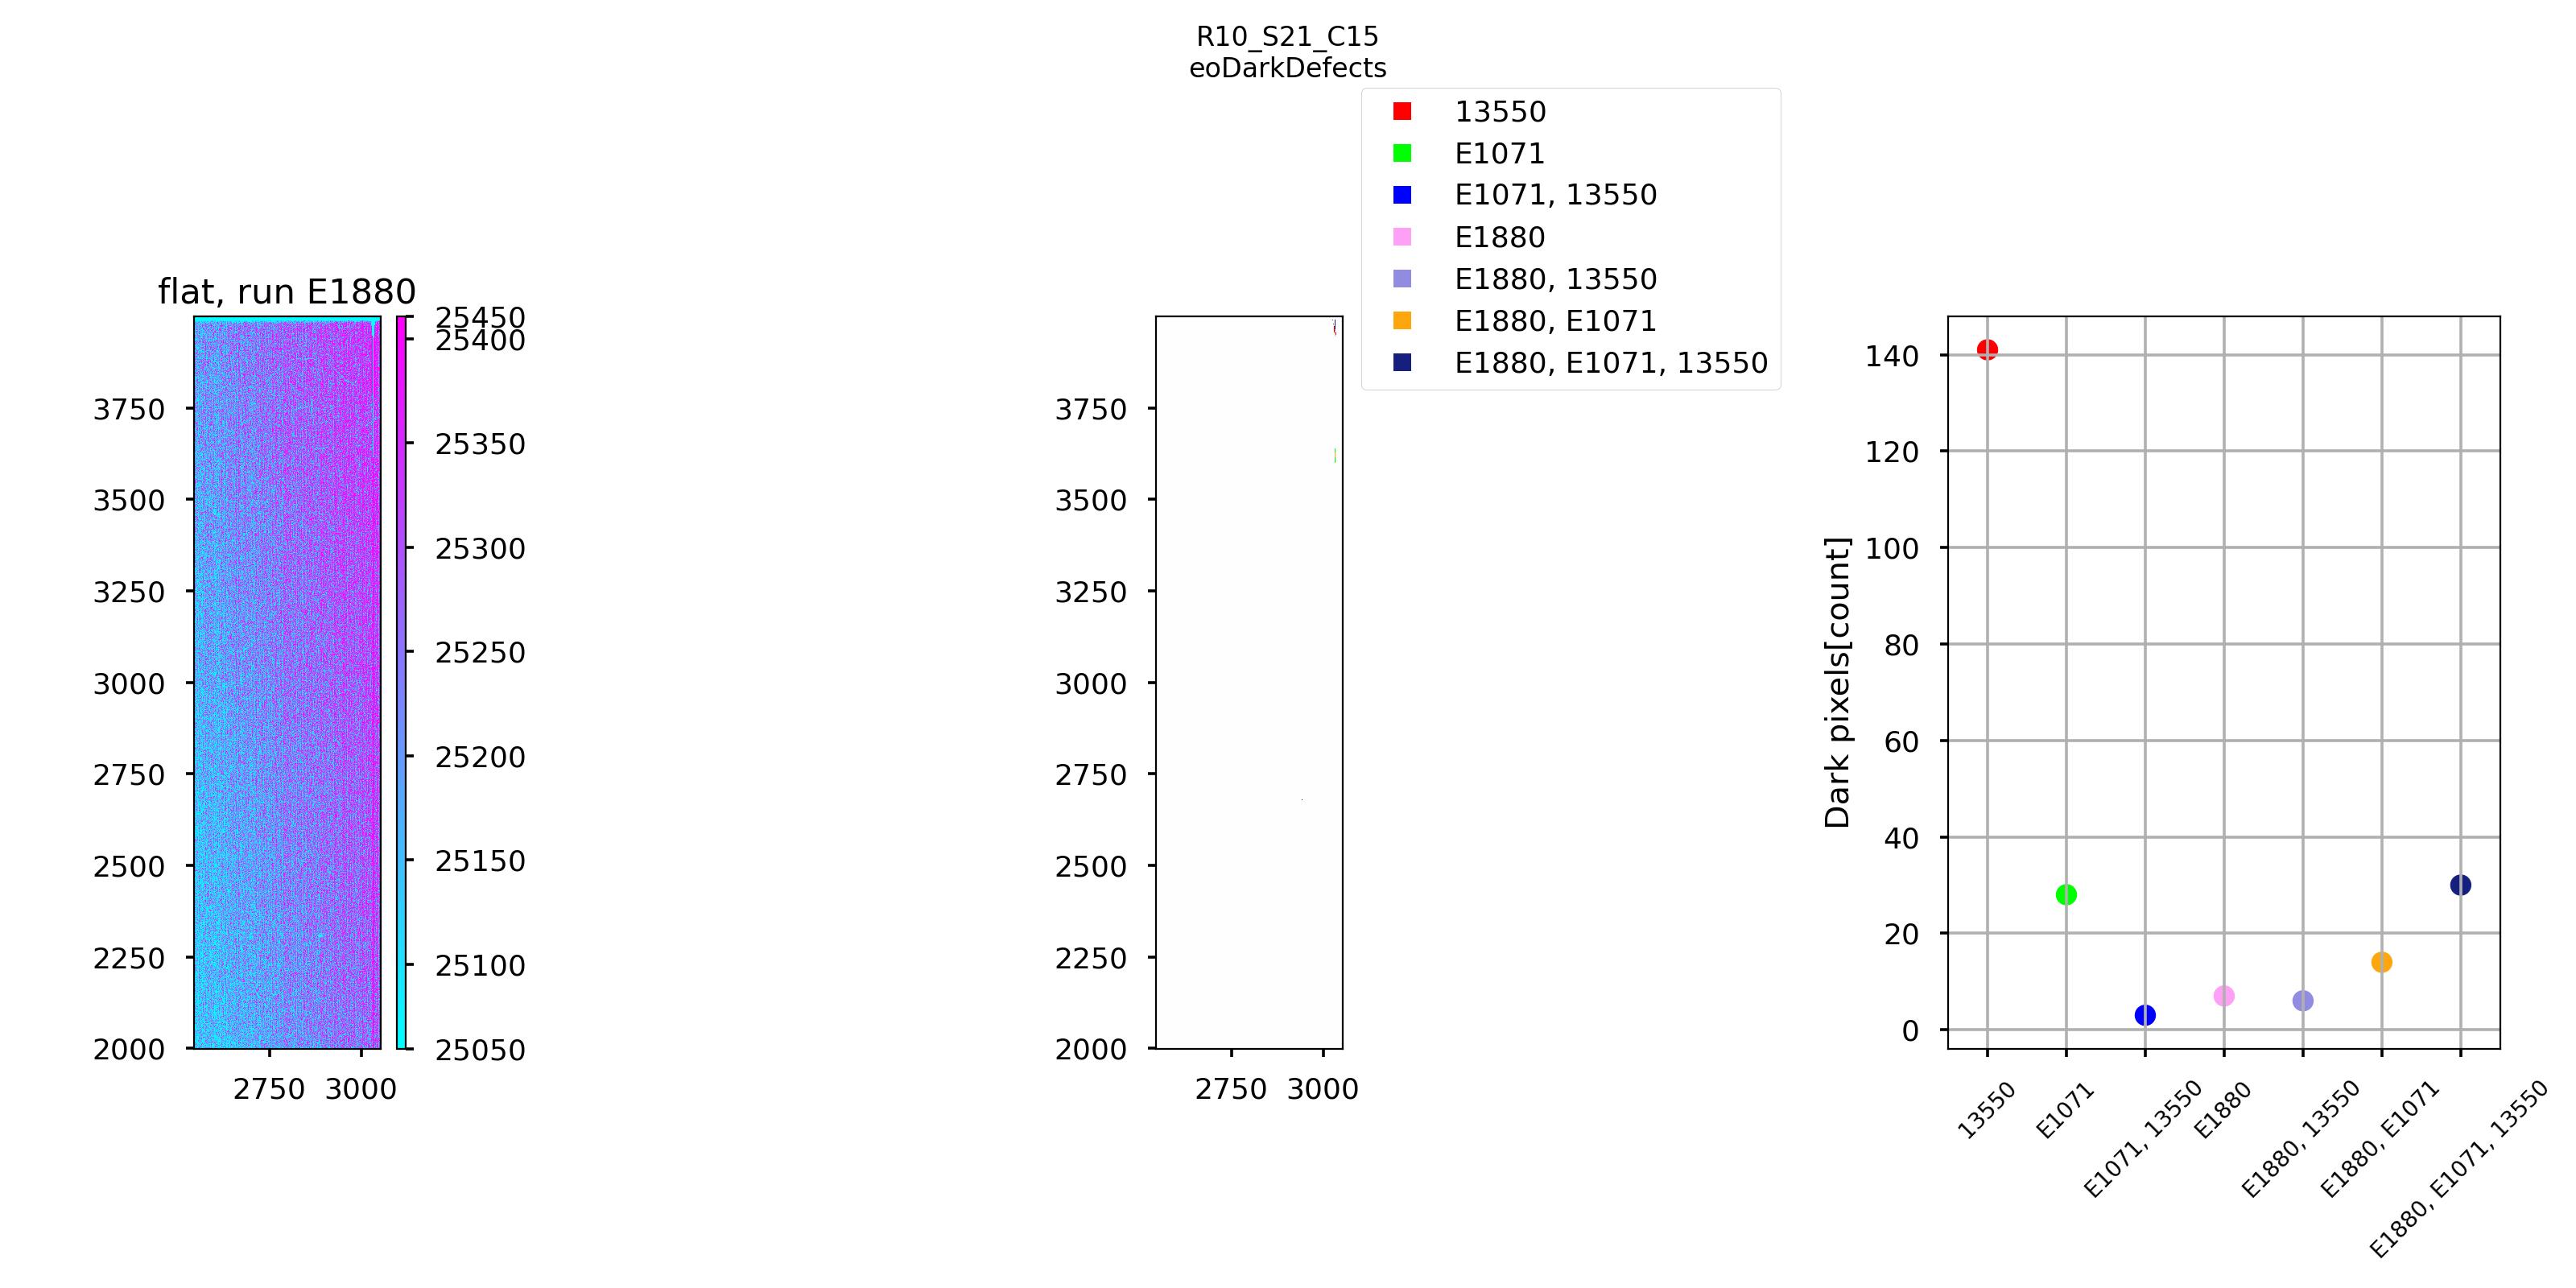 R10_S21_C15
eoDarkDefects
13550
E1071
E1071, 13550
E1880
E1880, 13550
E1880, E1071
E1880, E1071, 13550
flat, run E1880
3750
3500
3250
3000
2750
2500
2250
2000
2750 3000
25450
25400
25350
25300
25250
25200
25150
25100
25050
3750
3500
3250
3000
2750
2500
2250
2000
2750 3000
Dark pixels[count]
140
120
100
80
60
40
20
0
13550
E1071
E1071, 13550
E1880
E1880, 13550
E1880, E1071
E1880, E1071, 13550